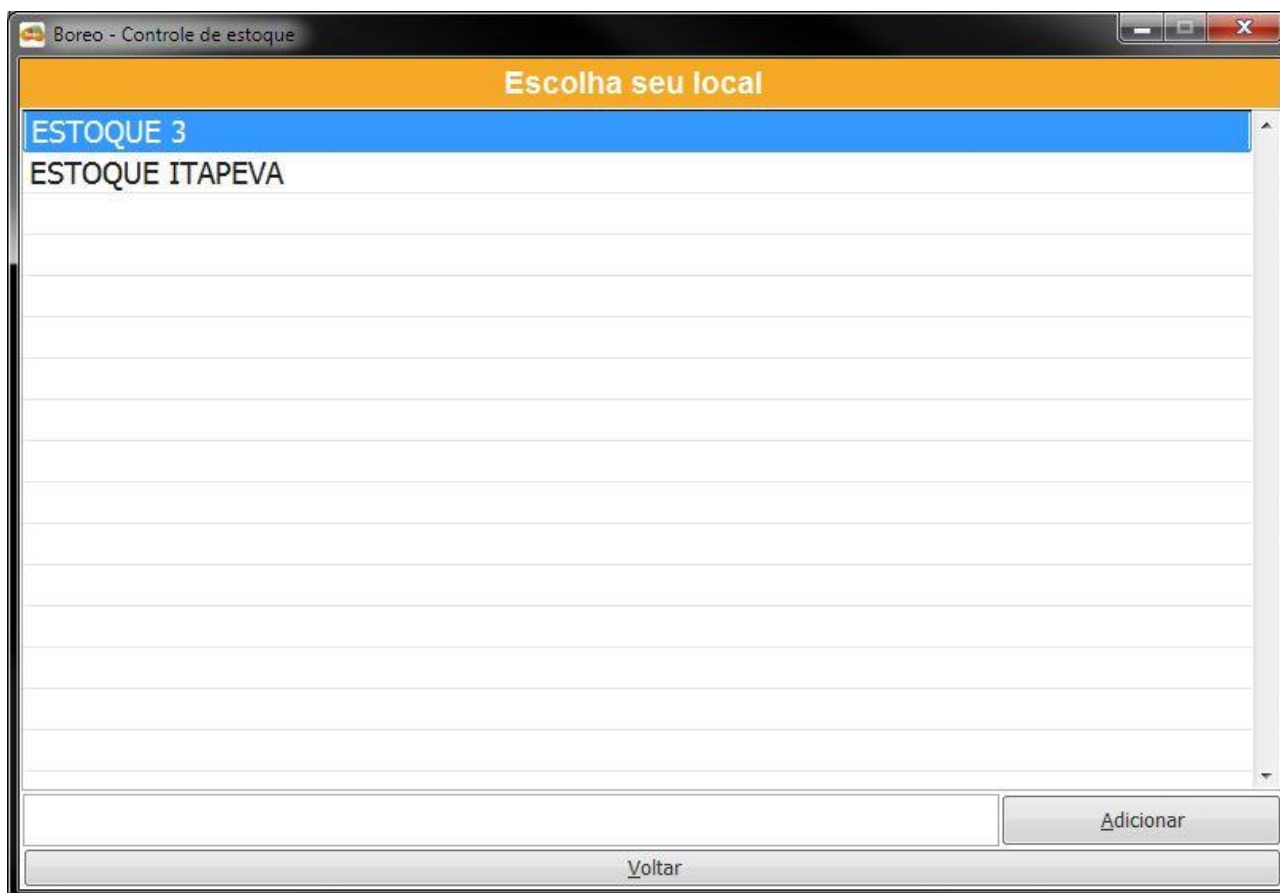 Boreo - Controle de estoque
Escolha seu local
ESTOQUE 3
ESTOQUE ITAPEVA
Adicionar
Voltar